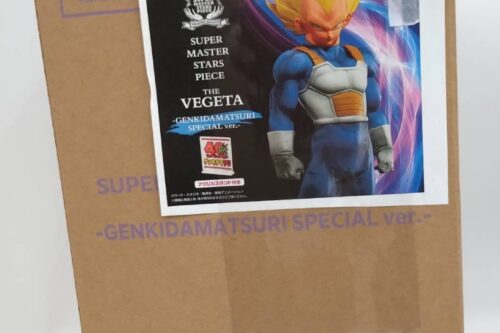 SUPER
MASTER
STARS
PIECE
THE
VEGETA
-GENKIDAMATSURI
SPECIAL ver.-
アクリルスタンド付き
SUPER
-GENKIDAMATSURI SPECIAL ver.-